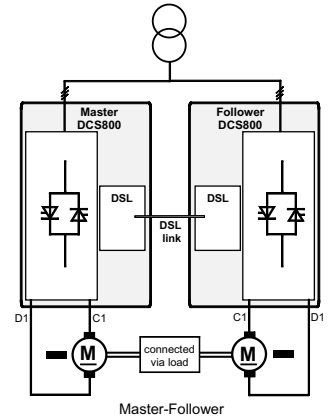 Master
DCS800
Follower
DCS800
DSL
DSL
DSL
link
D1
C1
C1
D1
M
connected
via load
M
Master-Follower